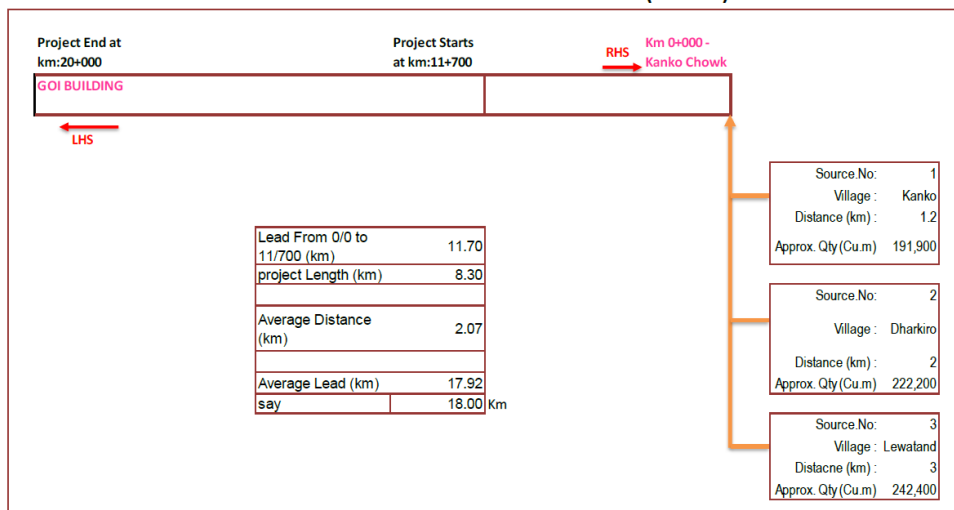 Project End at
km:20+000
Project Starts
at km:11+700
RHS
Km 0+000 -
Kanko Chowk
GOI BUILDING
LHS
Lead From 0/0 to
11/700 (km) 11.70
project Length (km) 8.30
Average Distance
(km) 2.07
Average Lead (km) 17.92
say 18.00 Km
Source.No: 1
Village : Kanko
Distance (km) : 1.2
Approx. Qty (Cu.m) 191,900
Source.No: 2
Village : Dharkiro
Distance (km) : 2
Approx. Qty (Cu.m) 222,200
Source.No: 3
Village : Lewatand
Distacne (km) : 3
Approx. Qty (Cu.m) 242,400